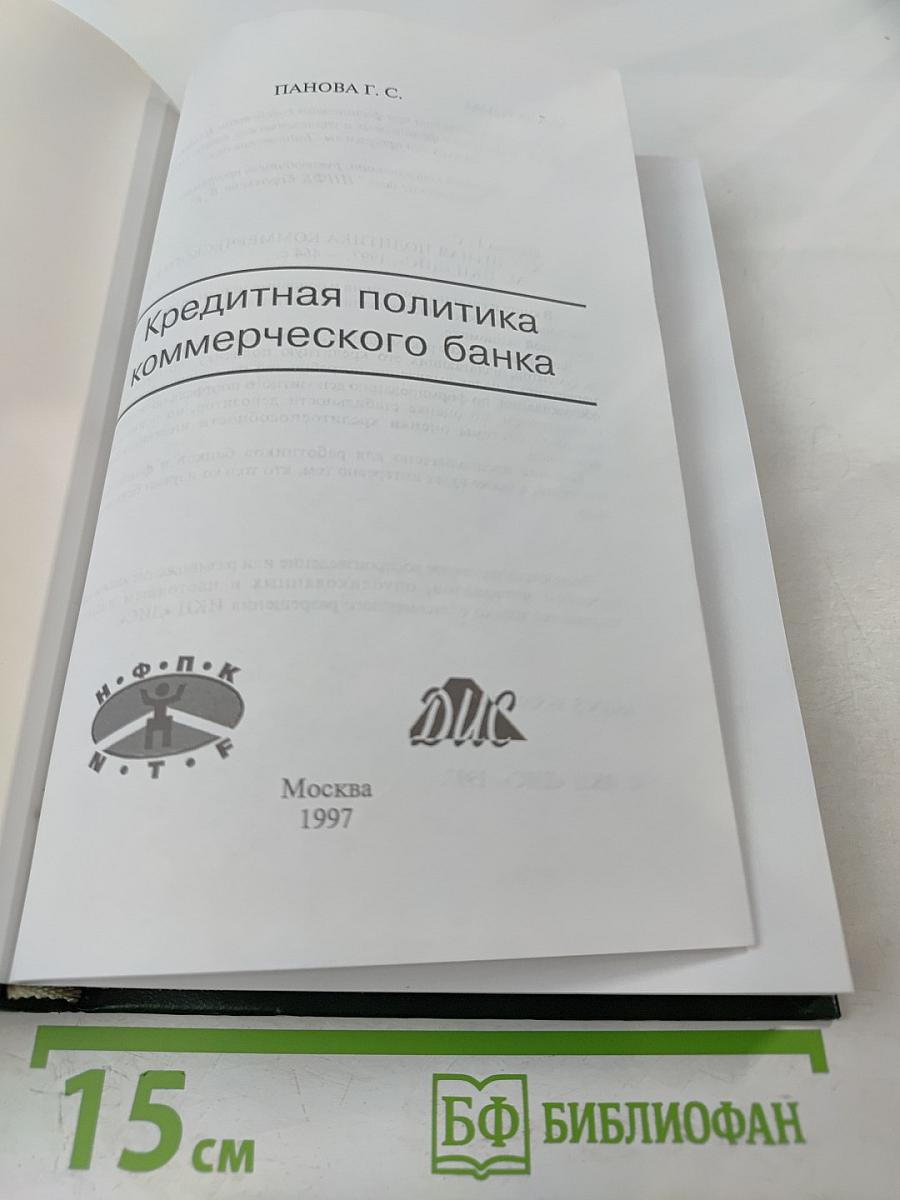 ПАНОВА Г. С.
Кредитная политика
коммерческого банка
Н•Ф•П•К
N•T•F
ДИС
Москва
1997
15 см
БФ БИБЛИОФАН